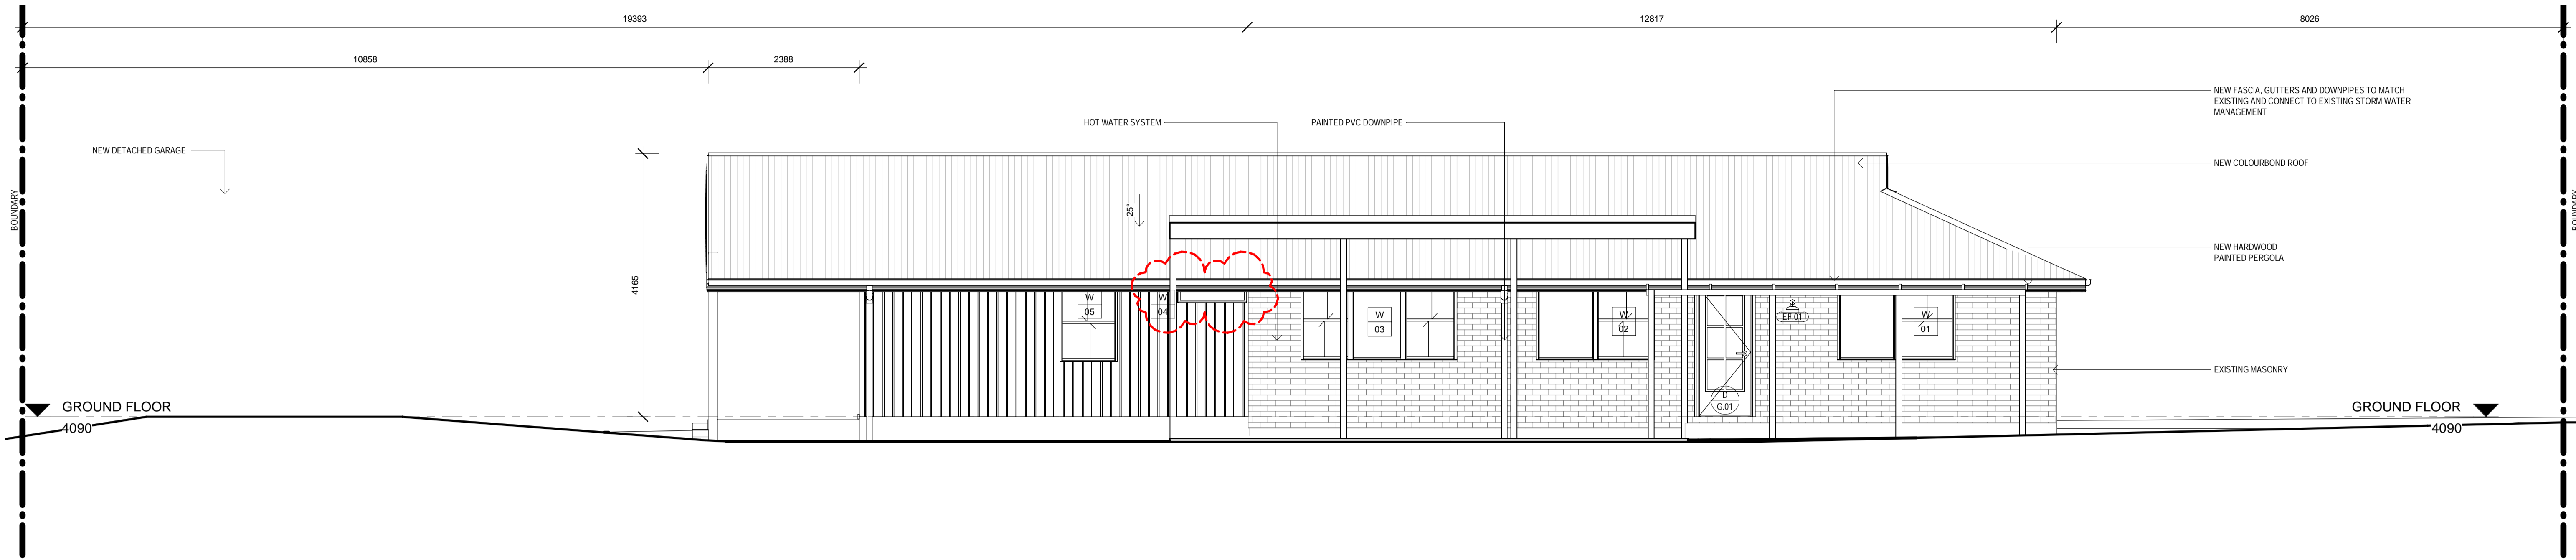 19393
12817
8026
10858
2388
NEW FASCIA, GUTTERS AND DOWNPIPES TO MATCH
EXISTING AND CONNECT TO EXISTING STORM WATER
MANAGEMENT
HOT WATER SYSTEM
PAINTED PVC DOWNPIPE
NEW DETACHED GARAGE
NEW COLOURBOND ROOF
BOUNDARY
BOUNDARY
25°
NEW HARDWOOD
PAINTED PERGOLA
4165
W
05
W
04
W
03
W
02
EF.01
W
01
EXISTING MASONRY
D
G.01
GROUND FLOOR
4090
GROUND FLOOR
4090